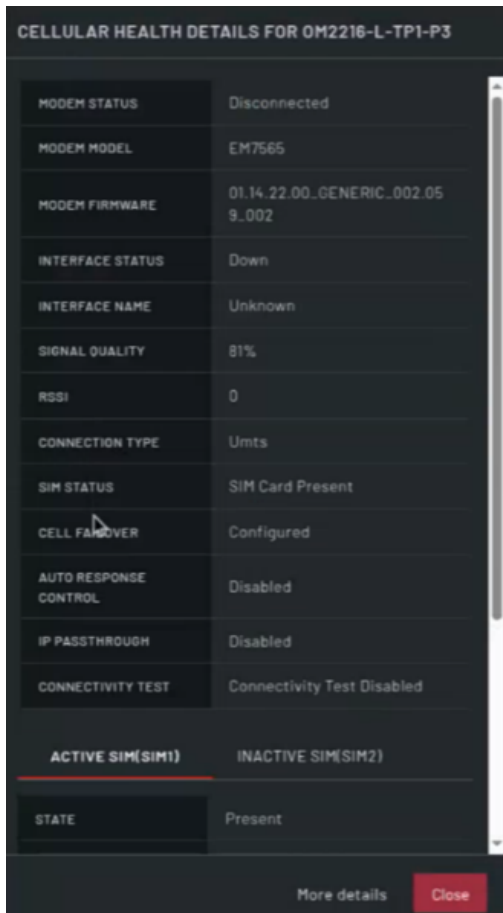 CELLULAR HEALTH DETAILS FOR OM2216-L-TP1-P3
MODEM STATUS Disconnected
MODEM MODEL EM7565
MODEM FIRMWARE 01.14.22.00_GENERIC_002.05
9_002
INTERFACE STATUS Down
INTERFACE NAME Unknown
SIGNAL QUALITY 81%
RSSI 0
CONNECTION TYPE Umts
SIM STATUS SIM Card Present
CELL FAILOVER Configured
AUTO RESPONSE
CONTROL Disabled
IP PASSTHROUGH Disabled
CONNECTIVITY TEST Connectivity Test Disabled
ACTIVE SIM(SIM1) INACTIVE SIM(SIM2)
STATE Present
More details Close